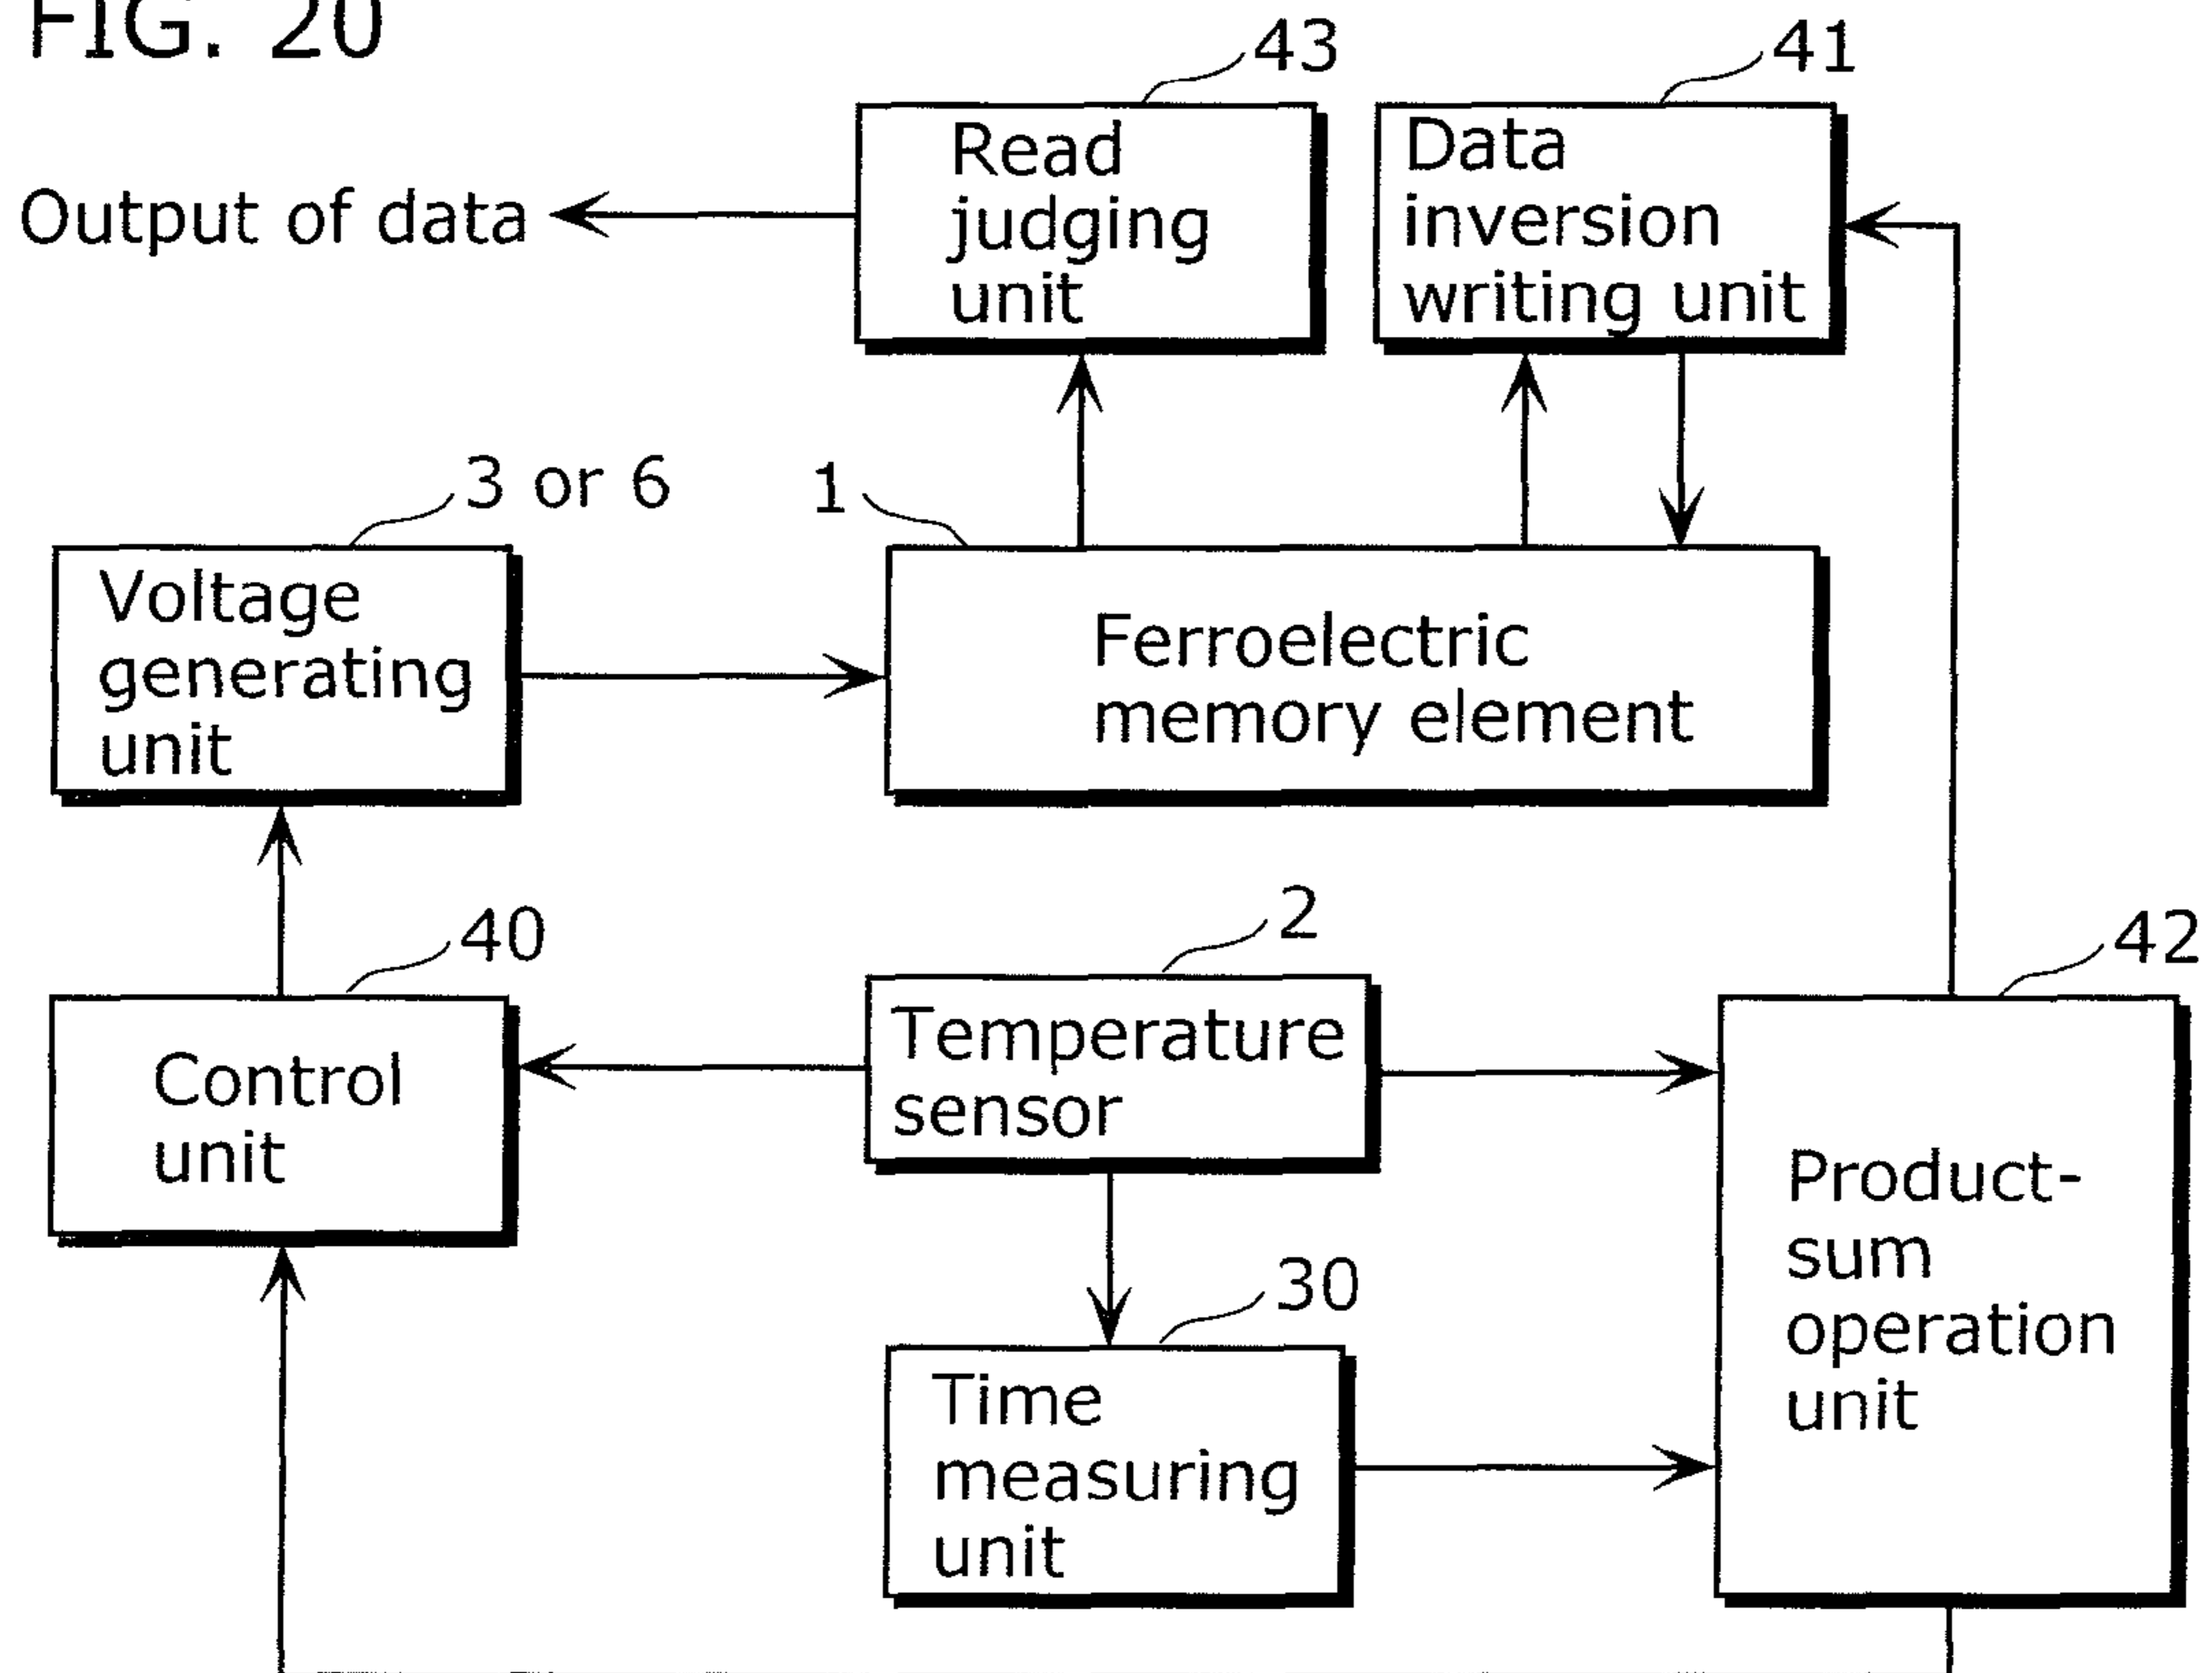 FIG. 20
43
41
Read
judging
unit
Data
inversion
writing unit
Output of data
3 or 6
1
Voltage
generating
unit
Ferroelectric
memory element
40
2
42
Control
unit
Temperature
sensor
Product-
sum
operation
unit
30
Time
measuring
unit